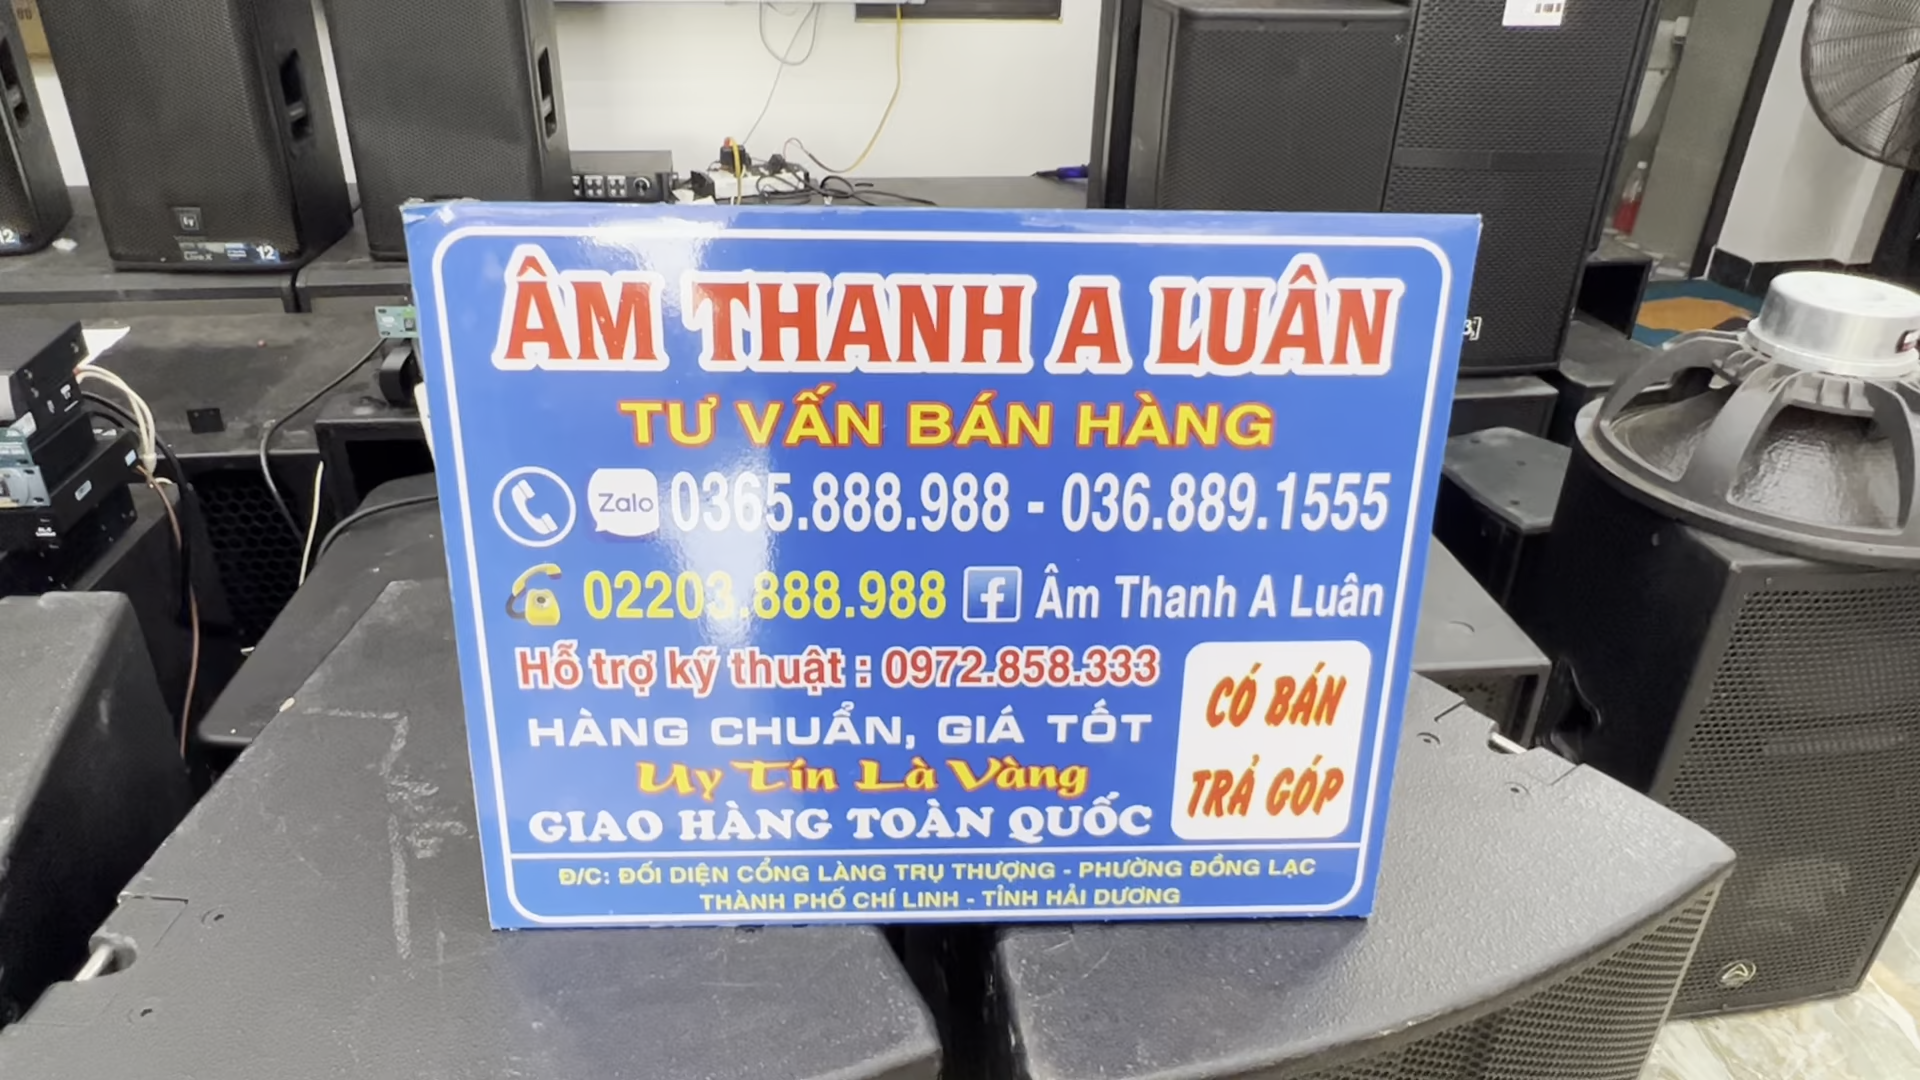 ÂM THANH A LUÂN
TƯ VẤN BÁN HÀNG
Zalo 0365.888.988 - 036.889.1555
02203.888.988 f Âm Thanh A Luân
Hỗ trợ kỹ thuật : 0972.858.333
HÀNG CHUẨN, GIÁ TỐT
Uy Tín Là Vàng
GIAO HÀNG TOÀN QUỐC
CÓ BÁN
TRẢ GÓP
Đ/C: ĐỐI DIỆN CỔNG LÀNG TRỤ THƯỢNG - PHƯỜNG ĐỒNG LẠC
THÀNH PHỐ CHÍ LINH - TỈNH HẢI DƯƠNG
EV
12
12